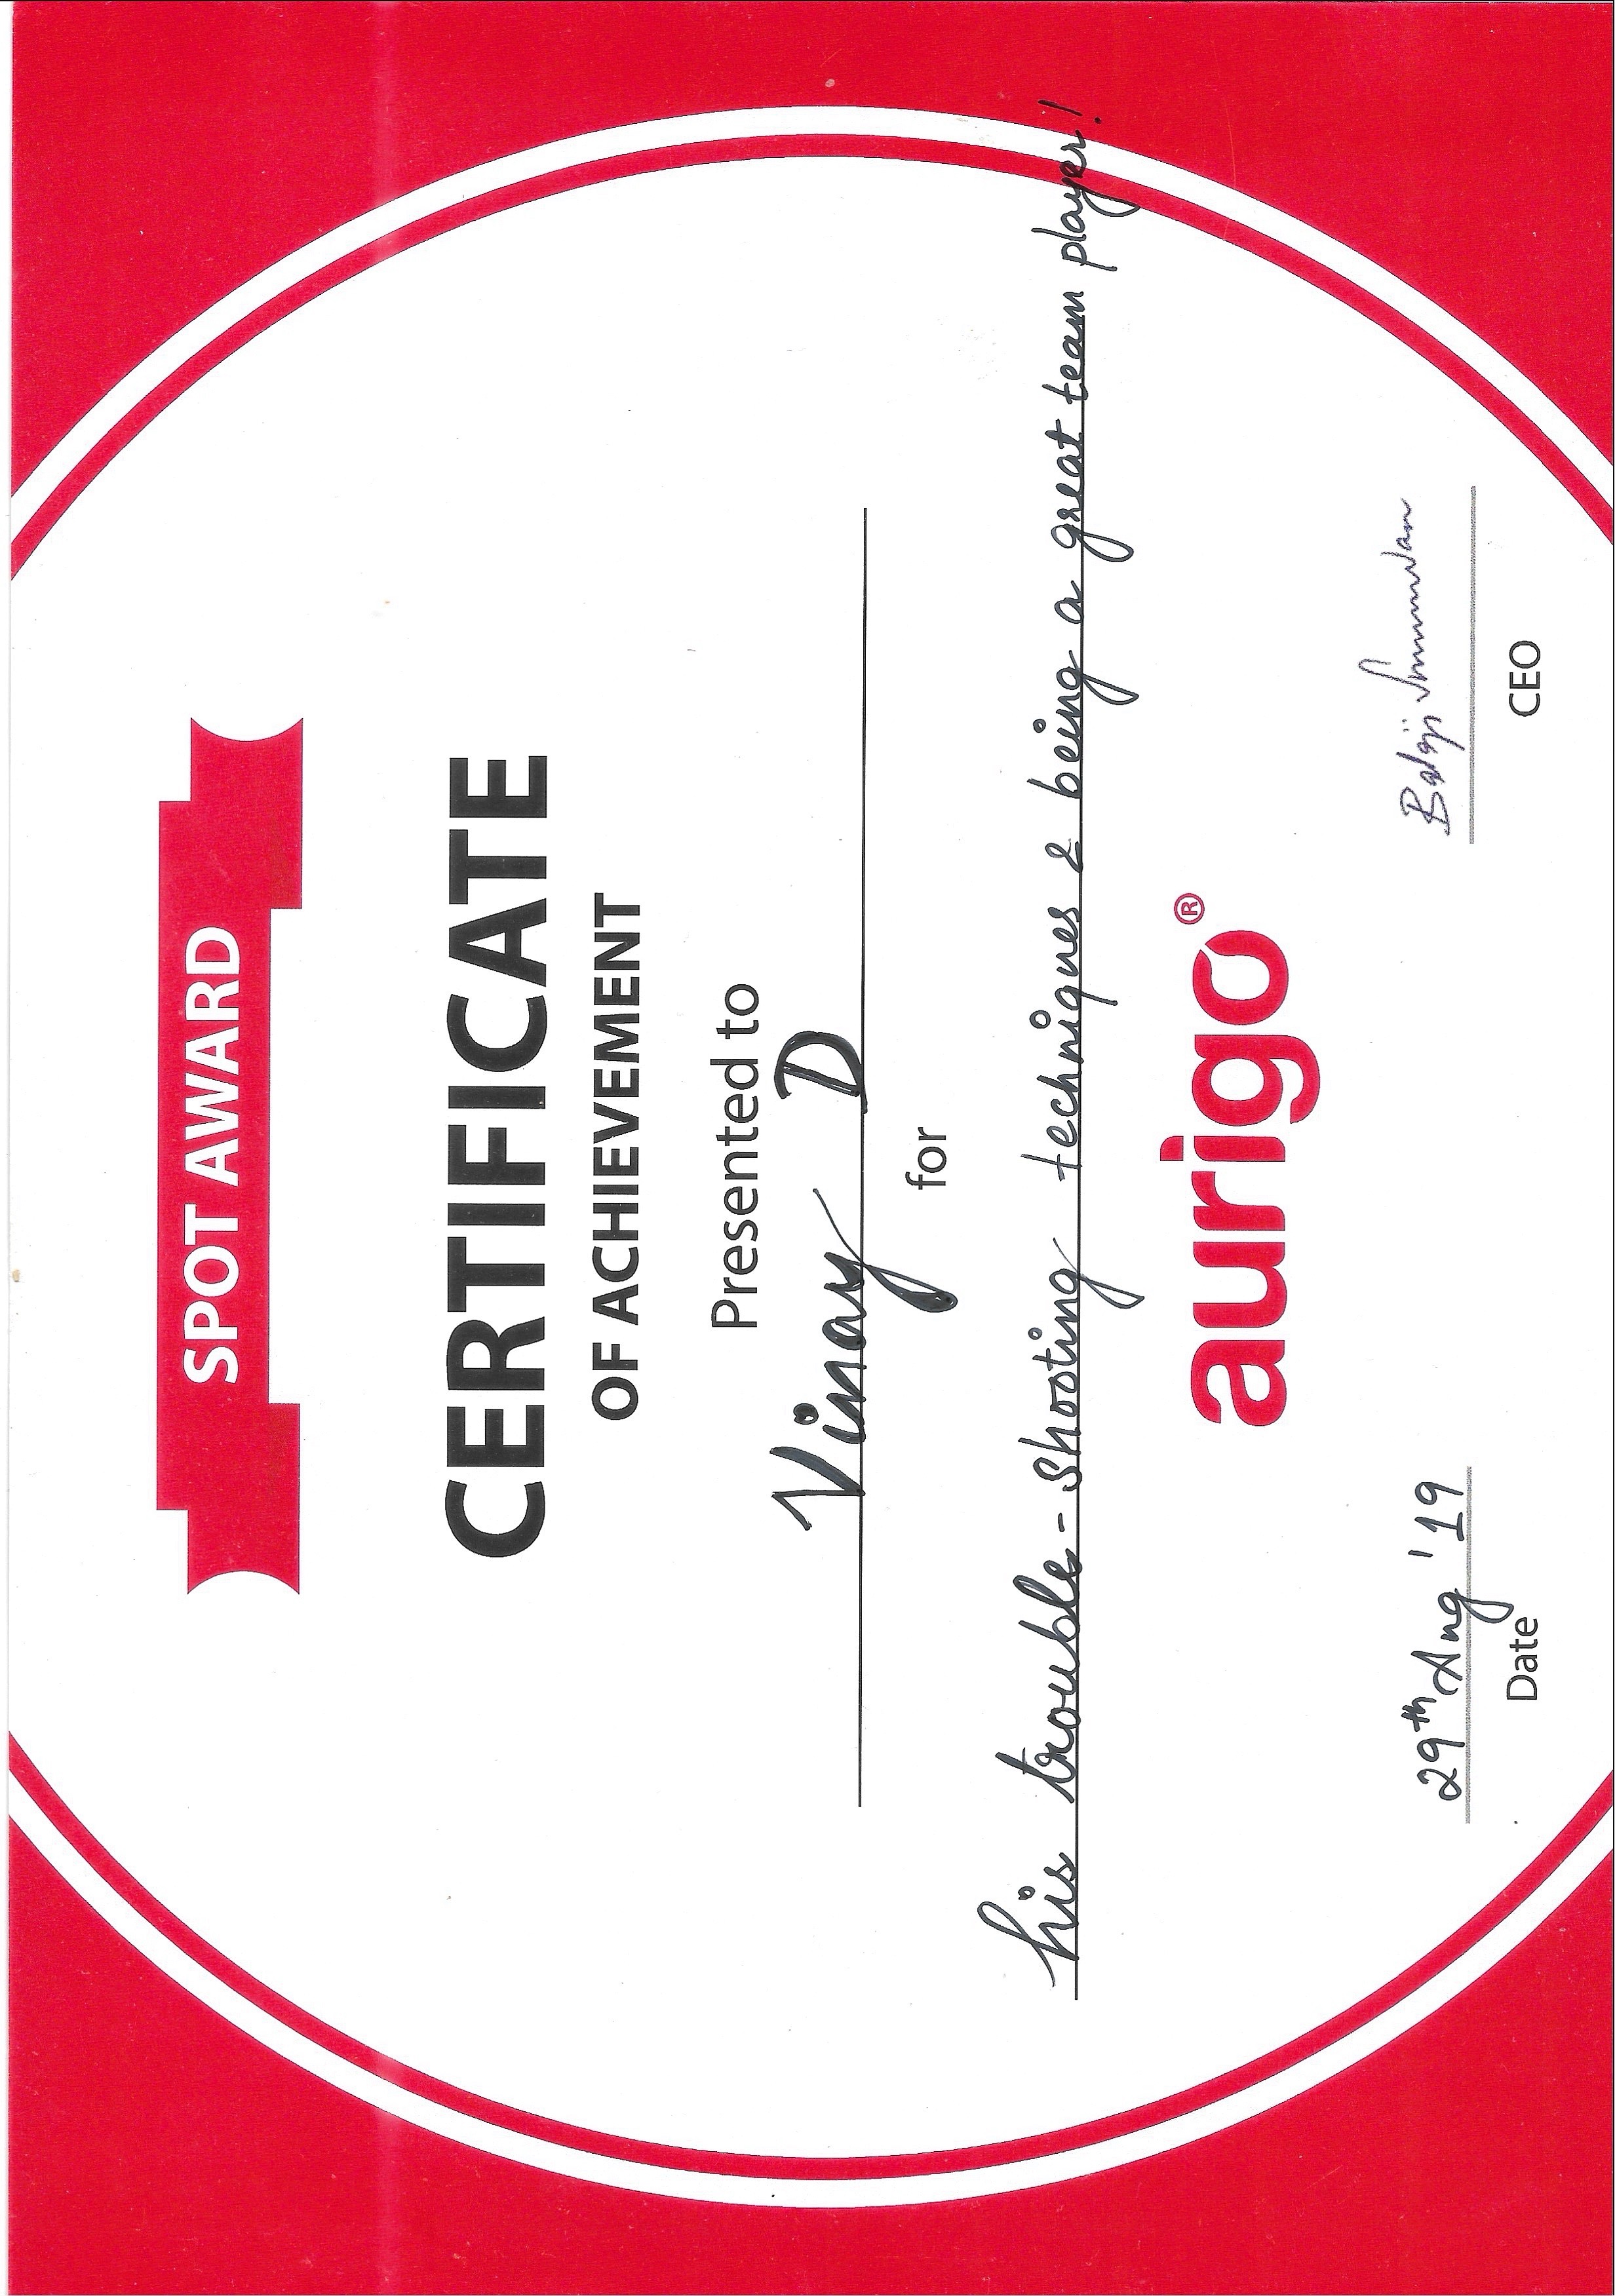 SPOT AWARD
CERTIFICATE
OF ACHIEVEMENT
Presented to
Vinay D
for
his trouble-shooting techniques & being a great team player!
aurigo®
29th Aug '19
Balaji
Date
CEO